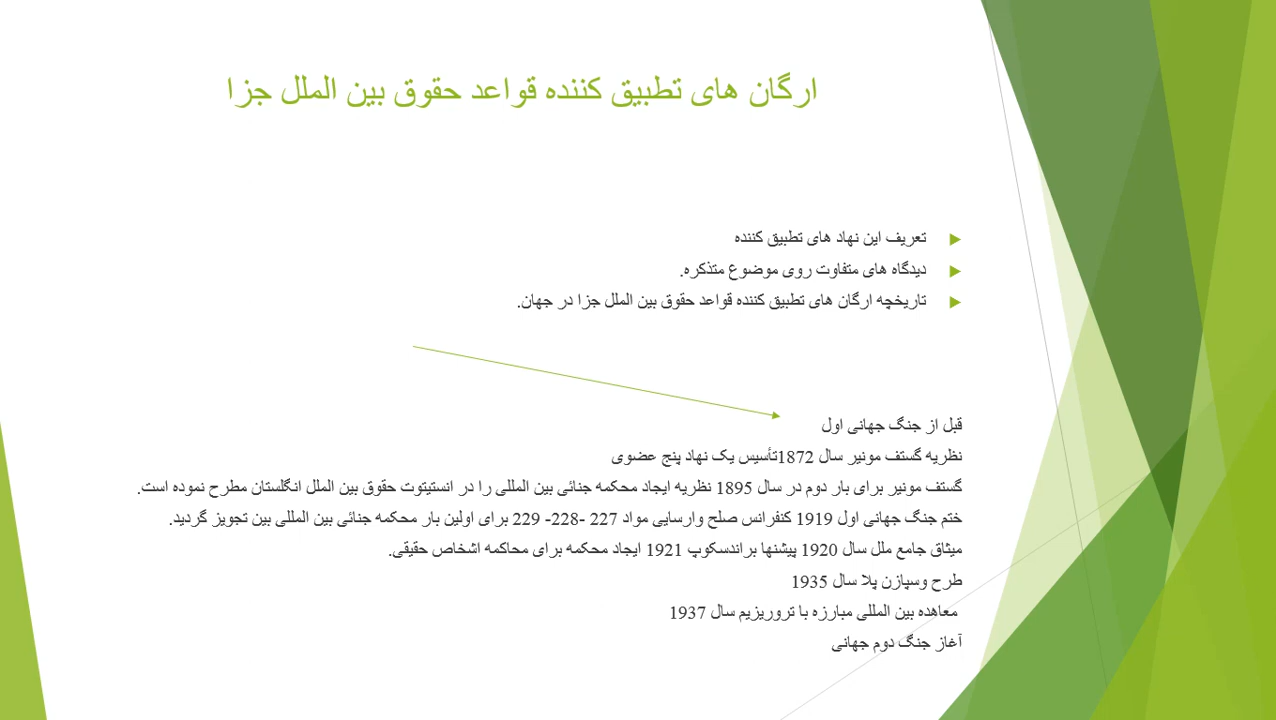 ارگان های تطبیق کننده قواعد حقوق بین الملل جزا
تعریف این نهاد های تطبیق کننده
دیدگاه های متفاوت روی موضوع متذکره.
تاریخچه ارگان های تطبیق کننده قواعد حقوق بین الملل جزا در جهان.
قبل از جنگ جهانی اول
نظریه گستف مونیر سال 1872تأسیس یک نهاد پنج عضوی
گستف مونیر برای بار دوم در سال 1895 نظریه ایجاد محکمه جنائی بین المللی را در انستیتوت حقوق بین الملل انگلستان مطرح نموده است.
ختم جنگ جهانی اول 1919 کنفرانس صلح وارسایی مواد 227 -228- 229 برای اولین بار محکمه جنائی بین المللی بین تجویز گردید.
میثاق جامع ملل سال 1920 پیشنها براندسکوپ 1921 ایجاد محکمه برای محاکمه اشخاص حقیقی.
طرح وسپازن پلا سال 1935
معاهده بین المللی مبارزه با تروریزیم سال 1937
آغاز جنگ دوم جهانی